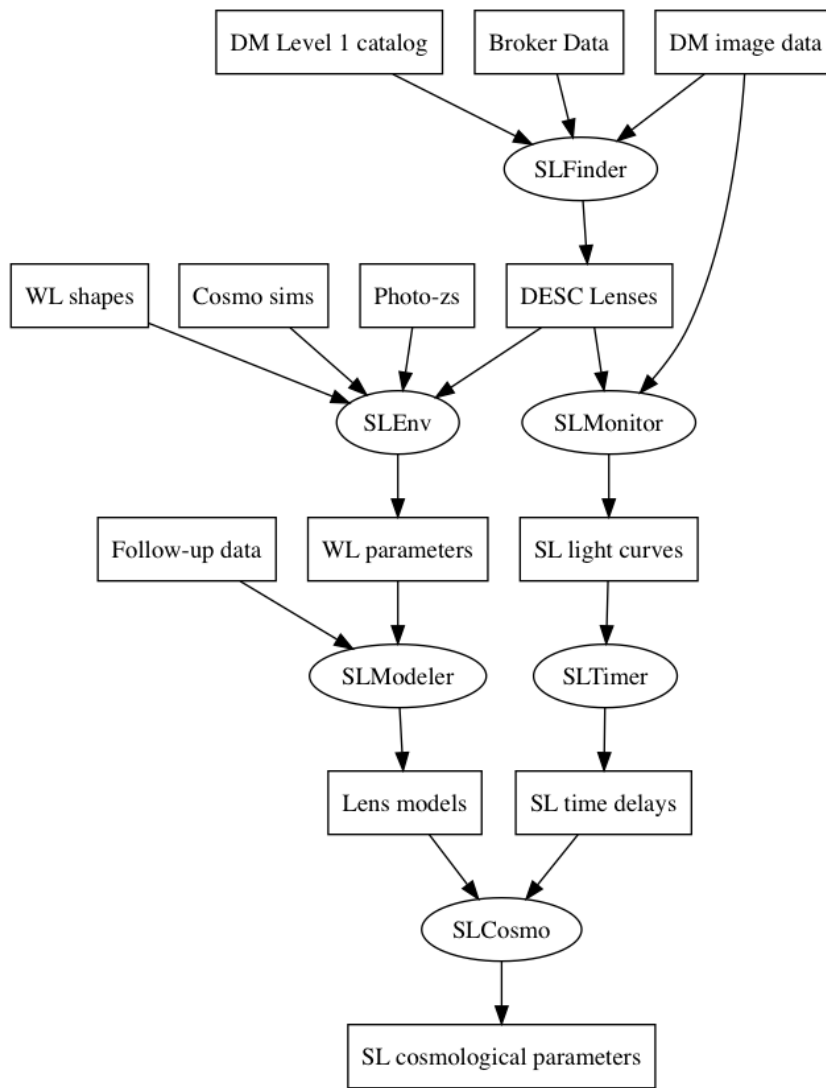 DM Level 1 catalog
Broker Data
DM image data
SLFinder
WL shapes
Cosmo sims
Photo-zs
DESC Lenses
SLEnv
SLMonitor
Follow-up data
WL parameters
SL light curves
SLModeler
SLTimer
Lens models
SL time delays
SLCosmo
SL cosmological parameters